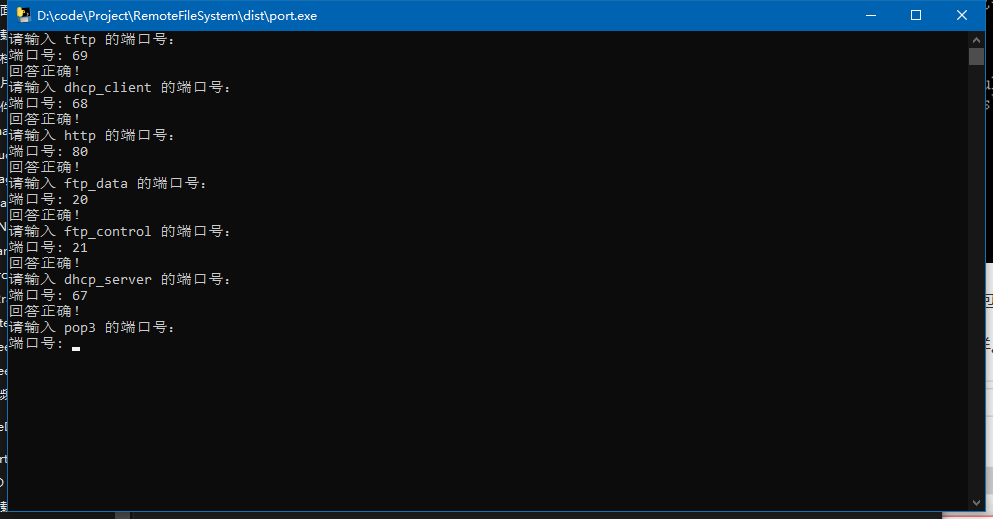 D:\code\Project\RemoteFileSystem\dist\port.exe
请输入 tftp 的端口号:
端口号: 69
回答正确!
请输入 dhcp_client 的端口号:
端口号: 68
回答正确!
请输入 http 的端口号:
端口号: 80
回答正确!
请输入 ftp_data 的端口号:
端口号: 20
回答正确!
请输入 ftp_control 的端口号:
端口号: 21
回答正确!
请输入 dhcp_server 的端口号:
端口号: 67
回答正确!
请输入 pop3 的端口号:
端口号: